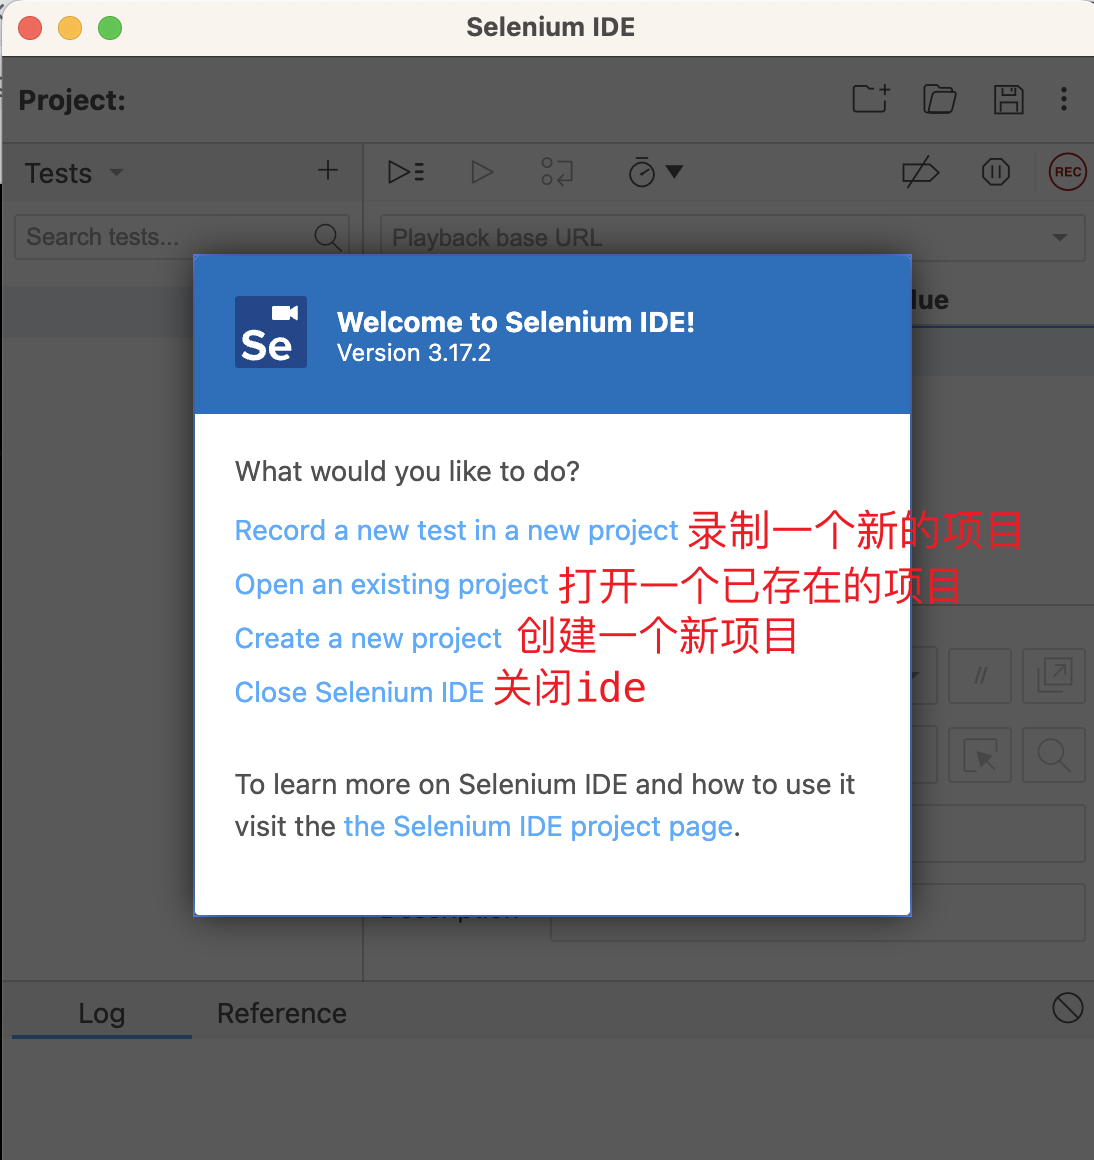 Selenium IDE
Project:
Tests
REC
Search tests...
Playback base URL
lue
Se
Welcome to Selenium IDE!
Version 3.17.2
What would you like to do?
Record a new test in a new project 录制一个新的项目
Open an existing project 打开一个已存在的项目
Create a new project 创建一个新项目
Close Selenium IDE 关闭ide
//
To learn more on Selenium IDE and how to use it
visit the the Selenium IDE project page.
Log Reference